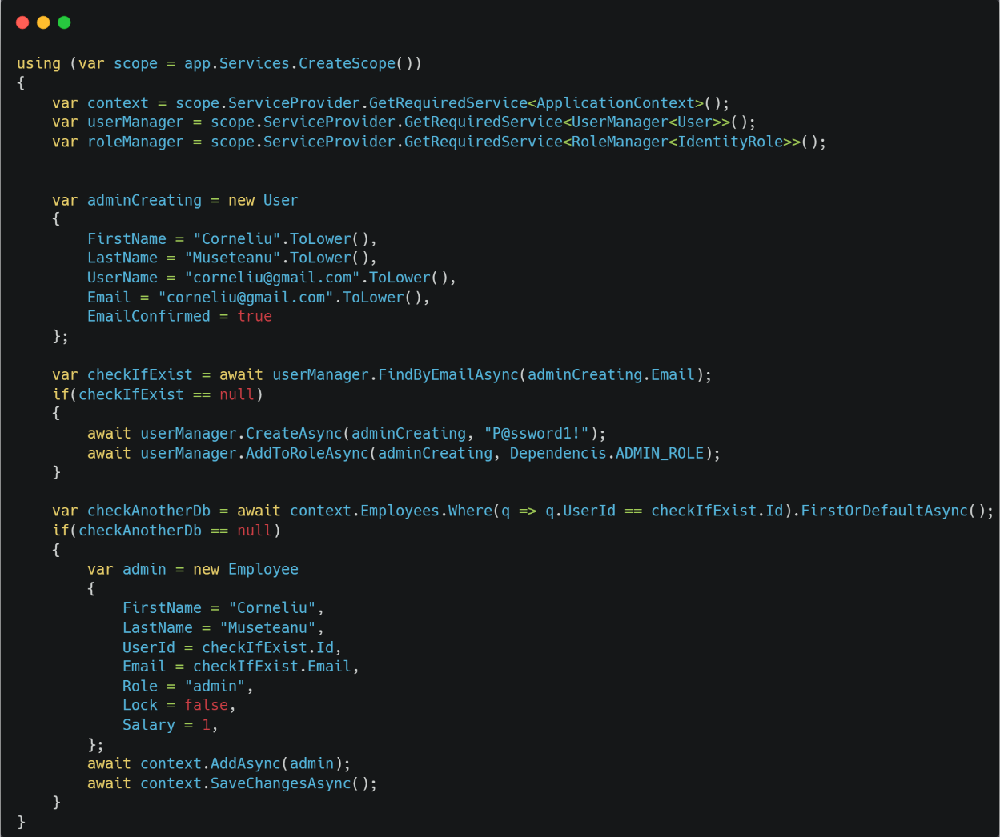 using (var scope = app.Services.CreateScope())
{
    var context = scope.ServiceProvider.GetRequiredService<ApplicationContext>();
    var userManager = scope.ServiceProvider.GetRequiredService<UserManager<User>>();
    var roleManager = scope.ServiceProvider.GetRequiredService<RoleManager<IdentityRole>>();


    var adminCreating = new User
    {
        FirstName = "Corneliu".ToLower(),
        LastName = "Museteanu".ToLower(),
        UserName = "corneliu@gmail.com".ToLower(),
        Email = "corneliu@gmail.com".ToLower(),
        EmailConfirmed = true
    };

    var checkIfExist = await userManager.FindByEmailAsync(adminCreating.Email);
    if(checkIfExist == null)
    {
        await userManager.CreateAsync(adminCreating, "P@ssword1!");
        await userManager.AddToRoleAsync(adminCreating, Dependencis.ADMIN_ROLE);
    }

    var checkAnotherDb = await context.Employees.Where(q => q.UserId == checkIfExist.Id).FirstOrDefaultAsync();
    if(checkAnotherDb == null)
    {
        var admin = new Employee
        {
            FirstName = "Corneliu",
            LastName = "Museteanu",
            UserId = checkIfExist.Id,
            Email = checkIfExist.Email,
            Role = "admin",
            Lock = false,
            Salary = 1,
        };
        await context.AddAsync(admin);
        await context.SaveChangesAsync();
    }
}